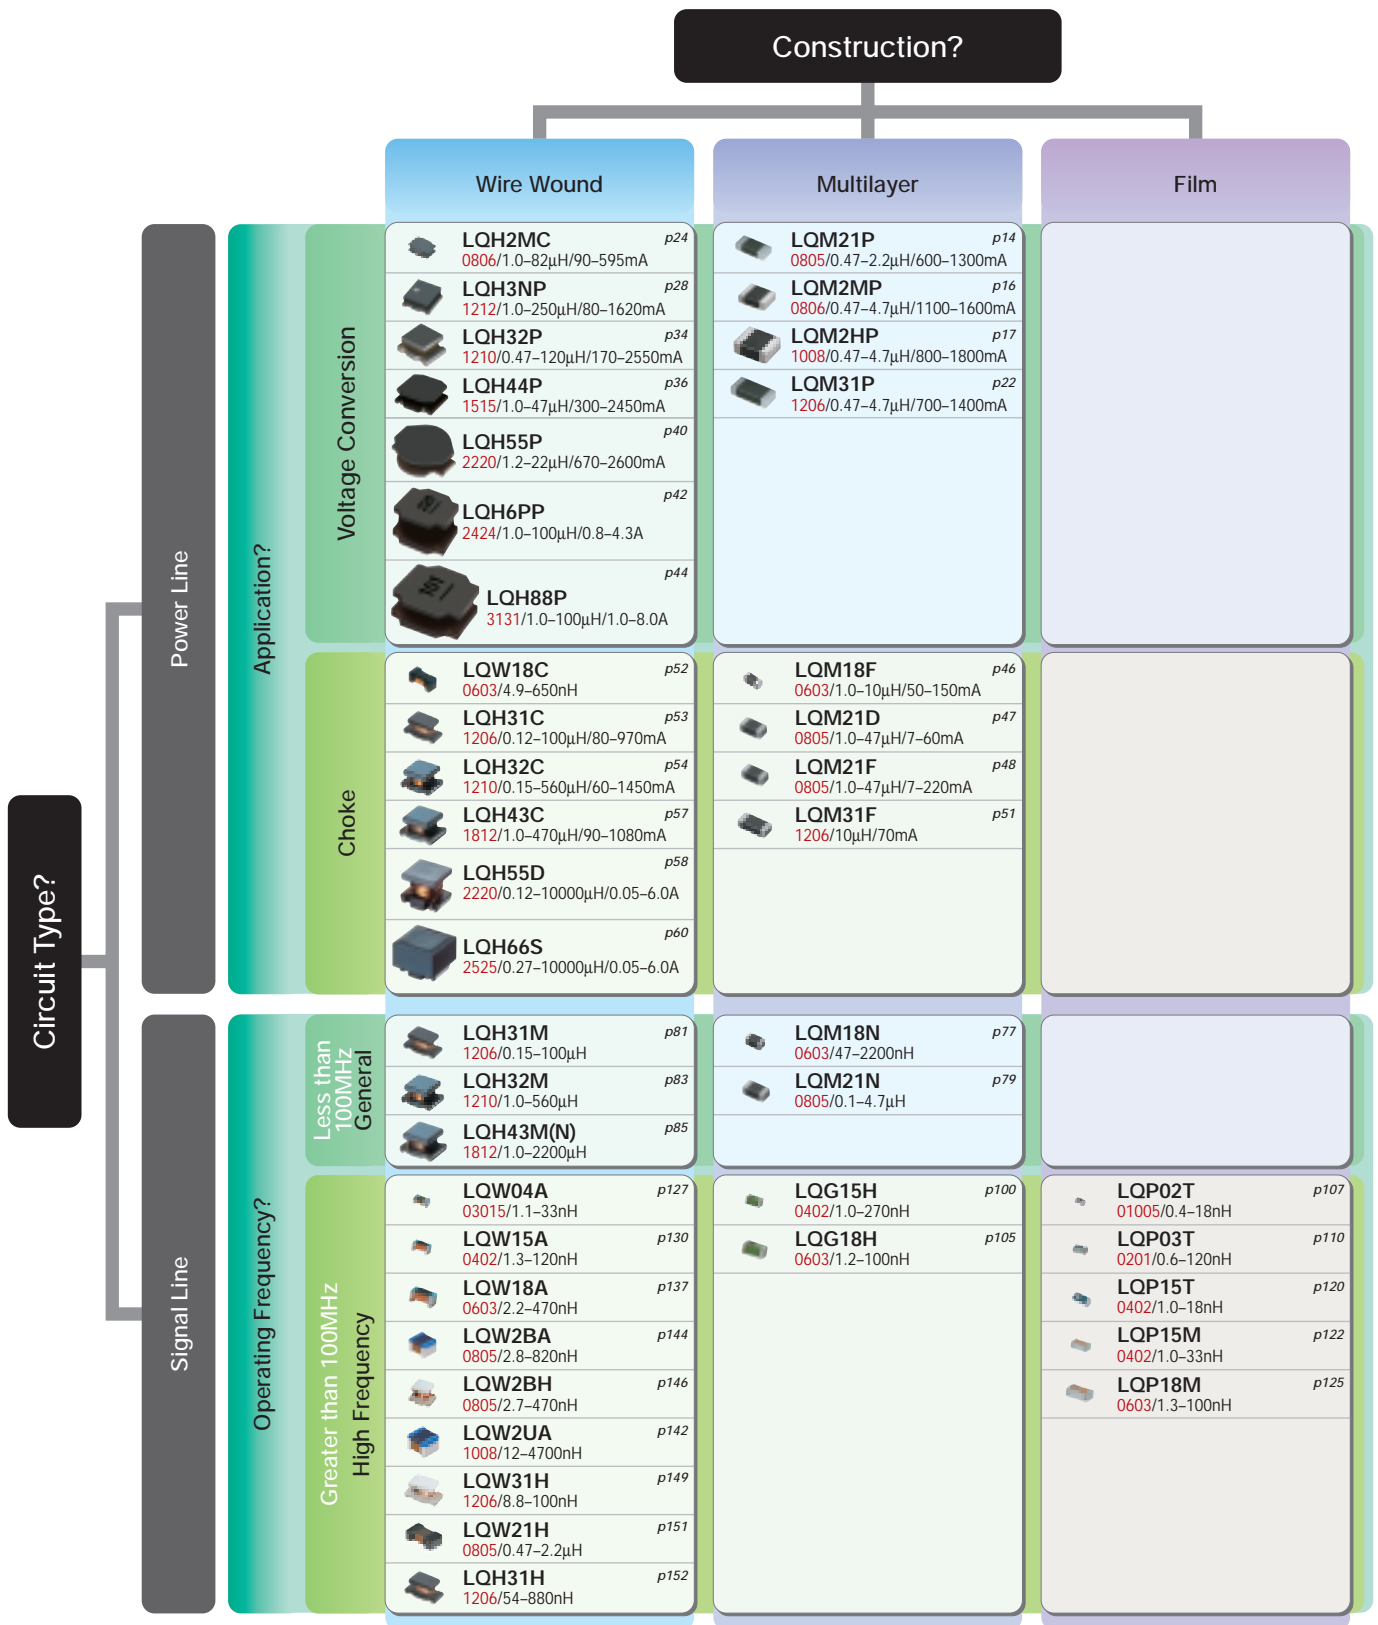 Construction?
Wire Wound
Multilayer
Film
Circuit Type?
Power Line
Application?
Voltage Conversion
LQH2MC p24
0806/1.0–82µH/90–595mA
LQH3NP p28
1212/1.0–250µH/80–1620mA
LQH32P p34
1210/0.47–120µH/170–2550mA
LQH44P p36
1515/1.0–47µH/300–2450mA
LQH55P p40
2220/1.2–22µH/670–2600mA
LQH6PP p42
2424/1.0–100µH/0.8–4.3A
LQH88P p44
3131/1.0–100µH/1.0–8.0A
LQM21P p14
0805/0.47–2.2µH/600–1300mA
LQM2MP p16
0806/0.47–4.7µH/1100–1600mA
LQM2HP p17
1008/0.47–4.7µH/800–1800mA
LQM31P p22
1206/0.47–4.7µH/700–1400mA
Choke
LQW18C p52
0603/4.9–650nH
LQH31C p53
1206/0.12–100µH/80–970mA
LQH32C p54
1210/0.15–560µH/60–1450mA
LQH43C p57
1812/1.0–470µH/90–1080mA
LQH55D p58
2220/0.12–10000µH/0.05–6.0A
LQH66S p60
2525/0.27–10000µH/0.05–6.0A
LQM18F p46
0603/1.0–10µH/50–150mA
LQM21D p47
0805/1.0–47µH/7–60mA
LQM21F p48
0805/1.0–47µH/7–220mA
LQM31F p51
1206/10µH/70mA
Signal Line
Operating Frequency?
Less than
100MHz
General
LQH31M p81
1206/0.15–100µH
LQH32M p83
1210/1.0–560µH
LQH43M(N) p85
1812/1.0–2200µH
LQM18N p77
0603/47–2200nH
LQM21N p79
0805/0.1–4.7µH
Greater than 100MHz
High Frequency
LQW04A p127
03015/1.1–33nH
LQW15A p130
0402/1.3–120nH
LQW18A p137
0603/2.2–470nH
LQW2BA p144
0805/2.8–820nH
LQW2BH p146
0805/2.7–470nH
LQW2UA p142
1008/12–4700nH
LQW31H p149
1206/8.8–100nH
LQW21H p151
0805/0.47–2.2µH
LQH31H p152
1206/54–880nH
LQG15H p100
0402/1.0–270nH
LQG18H p105
0603/1.2–100nH
LQP02T p107
01005/0.4–18nH
LQP03T p110
0201/0.6–120nH
LQP15T p120
0402/1.0–18nH
LQP15M p122
0402/1.0–33nH
LQP18M p125
0603/1.3–100nH